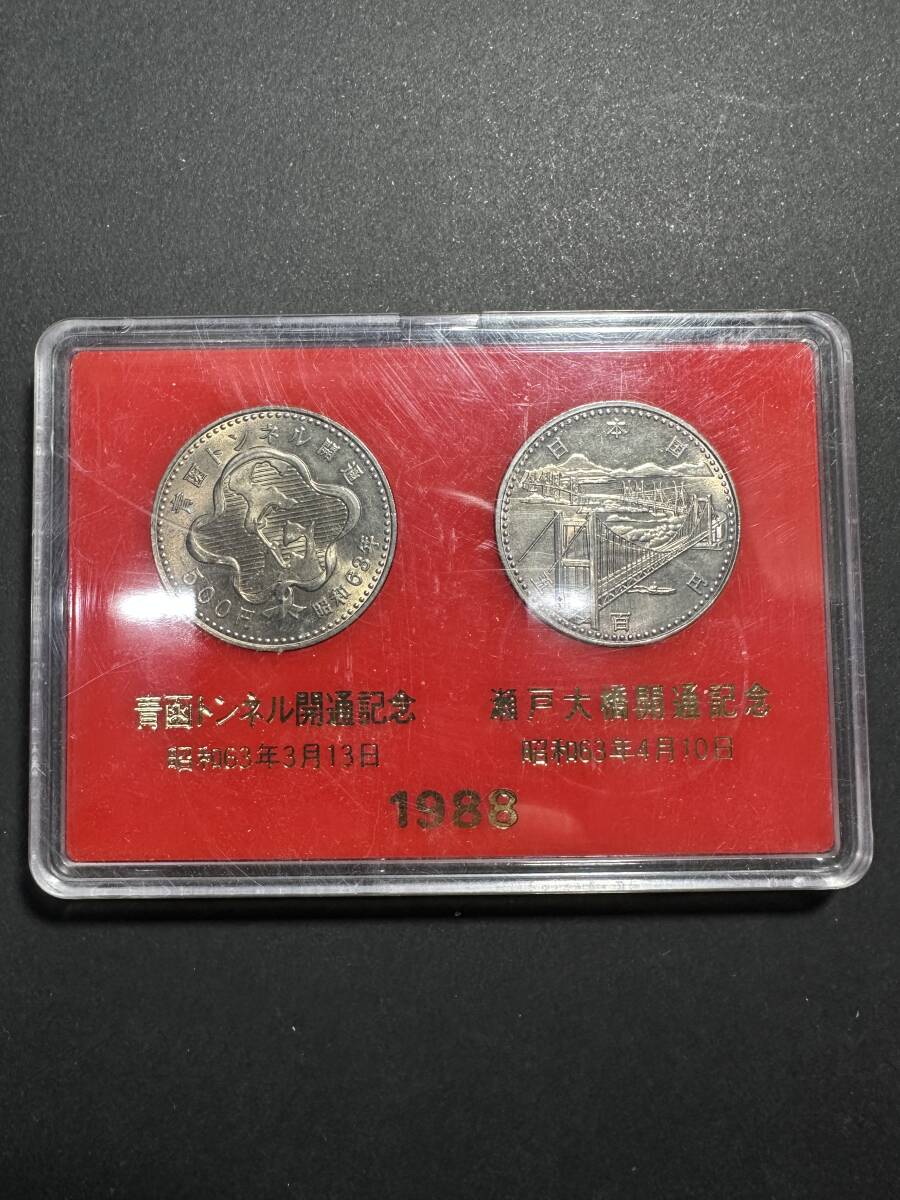 青函トンネル開通
500円
昭和63年
日本国
五百円
青函トンネル開通記念
昭和63年3月13日
瀬戸大橋開通記念
昭和63年4月10日
1988